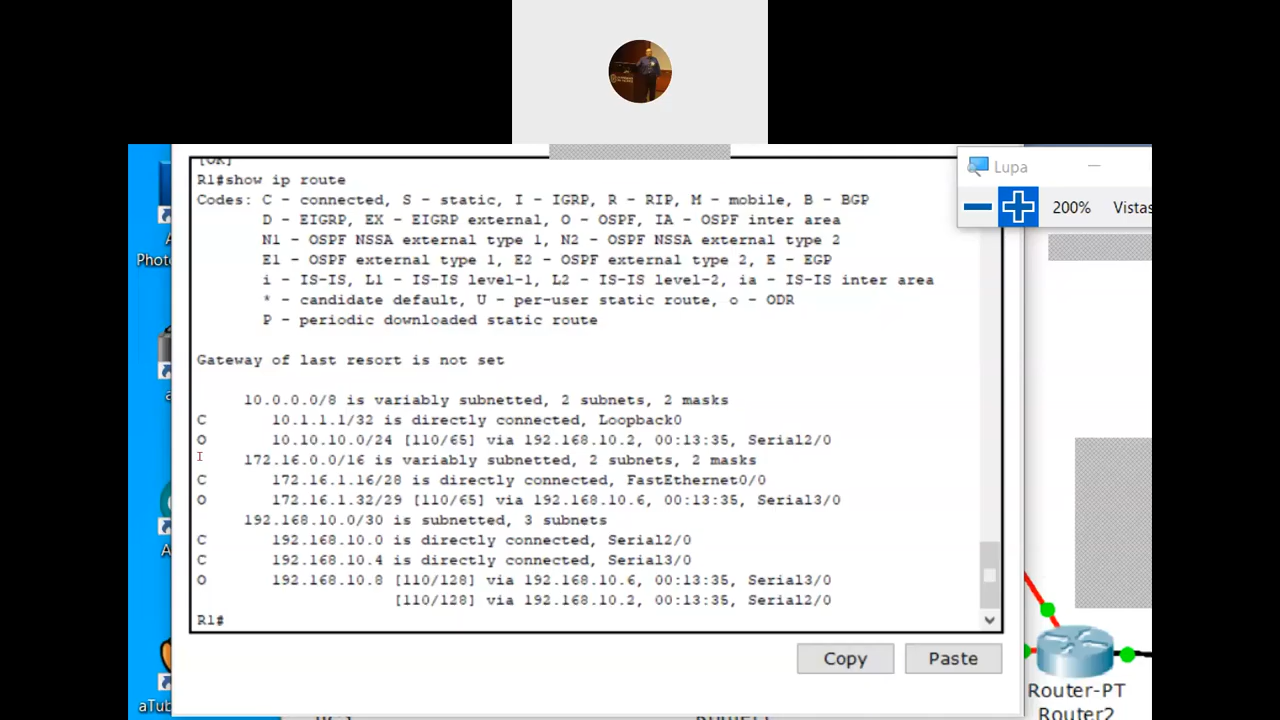 [OK]
R1#show ip route
Codes: C - connected, S - static, I - IGRP, R - RIP, M - mobile, B - BGP
D - EIGRP, EX - EIGRP external, O - OSPF, IA - OSPF inter area
N1 - OSPF NSSA external type 1, N2 - OSPF NSSA external type 2
E1 - OSPF external type 1, E2 - OSPF external type 2, E - EGP
i - IS-IS, L1 - IS-IS level-1, L2 - IS-IS level-2, ia - IS-IS inter area
* - candidate default, U - per-user static route, o - ODR
P - periodic downloaded static route
Gateway of last resort is not set
10.0.0.0/8 is variably subnetted, 2 subnets, 2 masks
C 10.1.1.1/32 is directly connected, Loopback0
O 10.10.10.0/24 [110/65] via 192.168.10.2, 00:13:35, Serial2/0
172.16.0.0/16 is variably subnetted, 2 subnets, 2 masks
C 172.16.1.16/28 is directly connected, FastEthernet0/0
O 172.16.1.32/29 [110/65] via 192.168.10.6, 00:13:35, Serial3/0
192.168.10.0/30 is subnetted, 3 subnets
C 192.168.10.0 is directly connected, Serial2/0
C 192.168.10.4 is directly connected, Serial3/0
O 192.168.10.8 [110/128] via 192.168.10.6, 00:13:35, Serial3/0
[110/128] via 192.168.10.2, 00:13:35, Serial2/0
R1#
Copy Paste
Lupa
200% Vistas
Photo
aTub
Router-PT
Router2